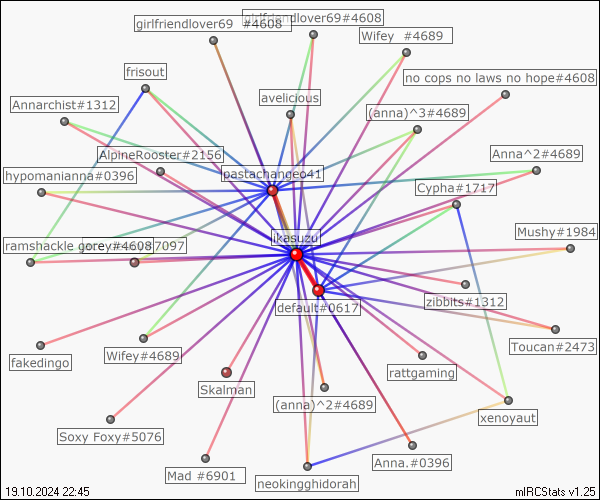 girlfriendlover69 #4608
girlfriendlover69#4608
Wifey #4689
frisout
no cops no laws no hope#4608
Annarchist#1312
avelicious
(anna)^3#4689
AlpineRooster#2156
Anna^2#4689
hypomanianna#0396
pastachangeo41
Cypha#1717
Mushy#1984
ramshackle
ikasuzu
zibbits#1312
default#0617
Toucan#2473
fakedingo
Wifey#4689
rattgaming
Skalman
(anna)^2#4689
xenoyaut
Soxy Foxy#5076
Anna.#0396
Mad #6901
neokingghidorah
19.10.2024 22:45
mIRCStats v1.25